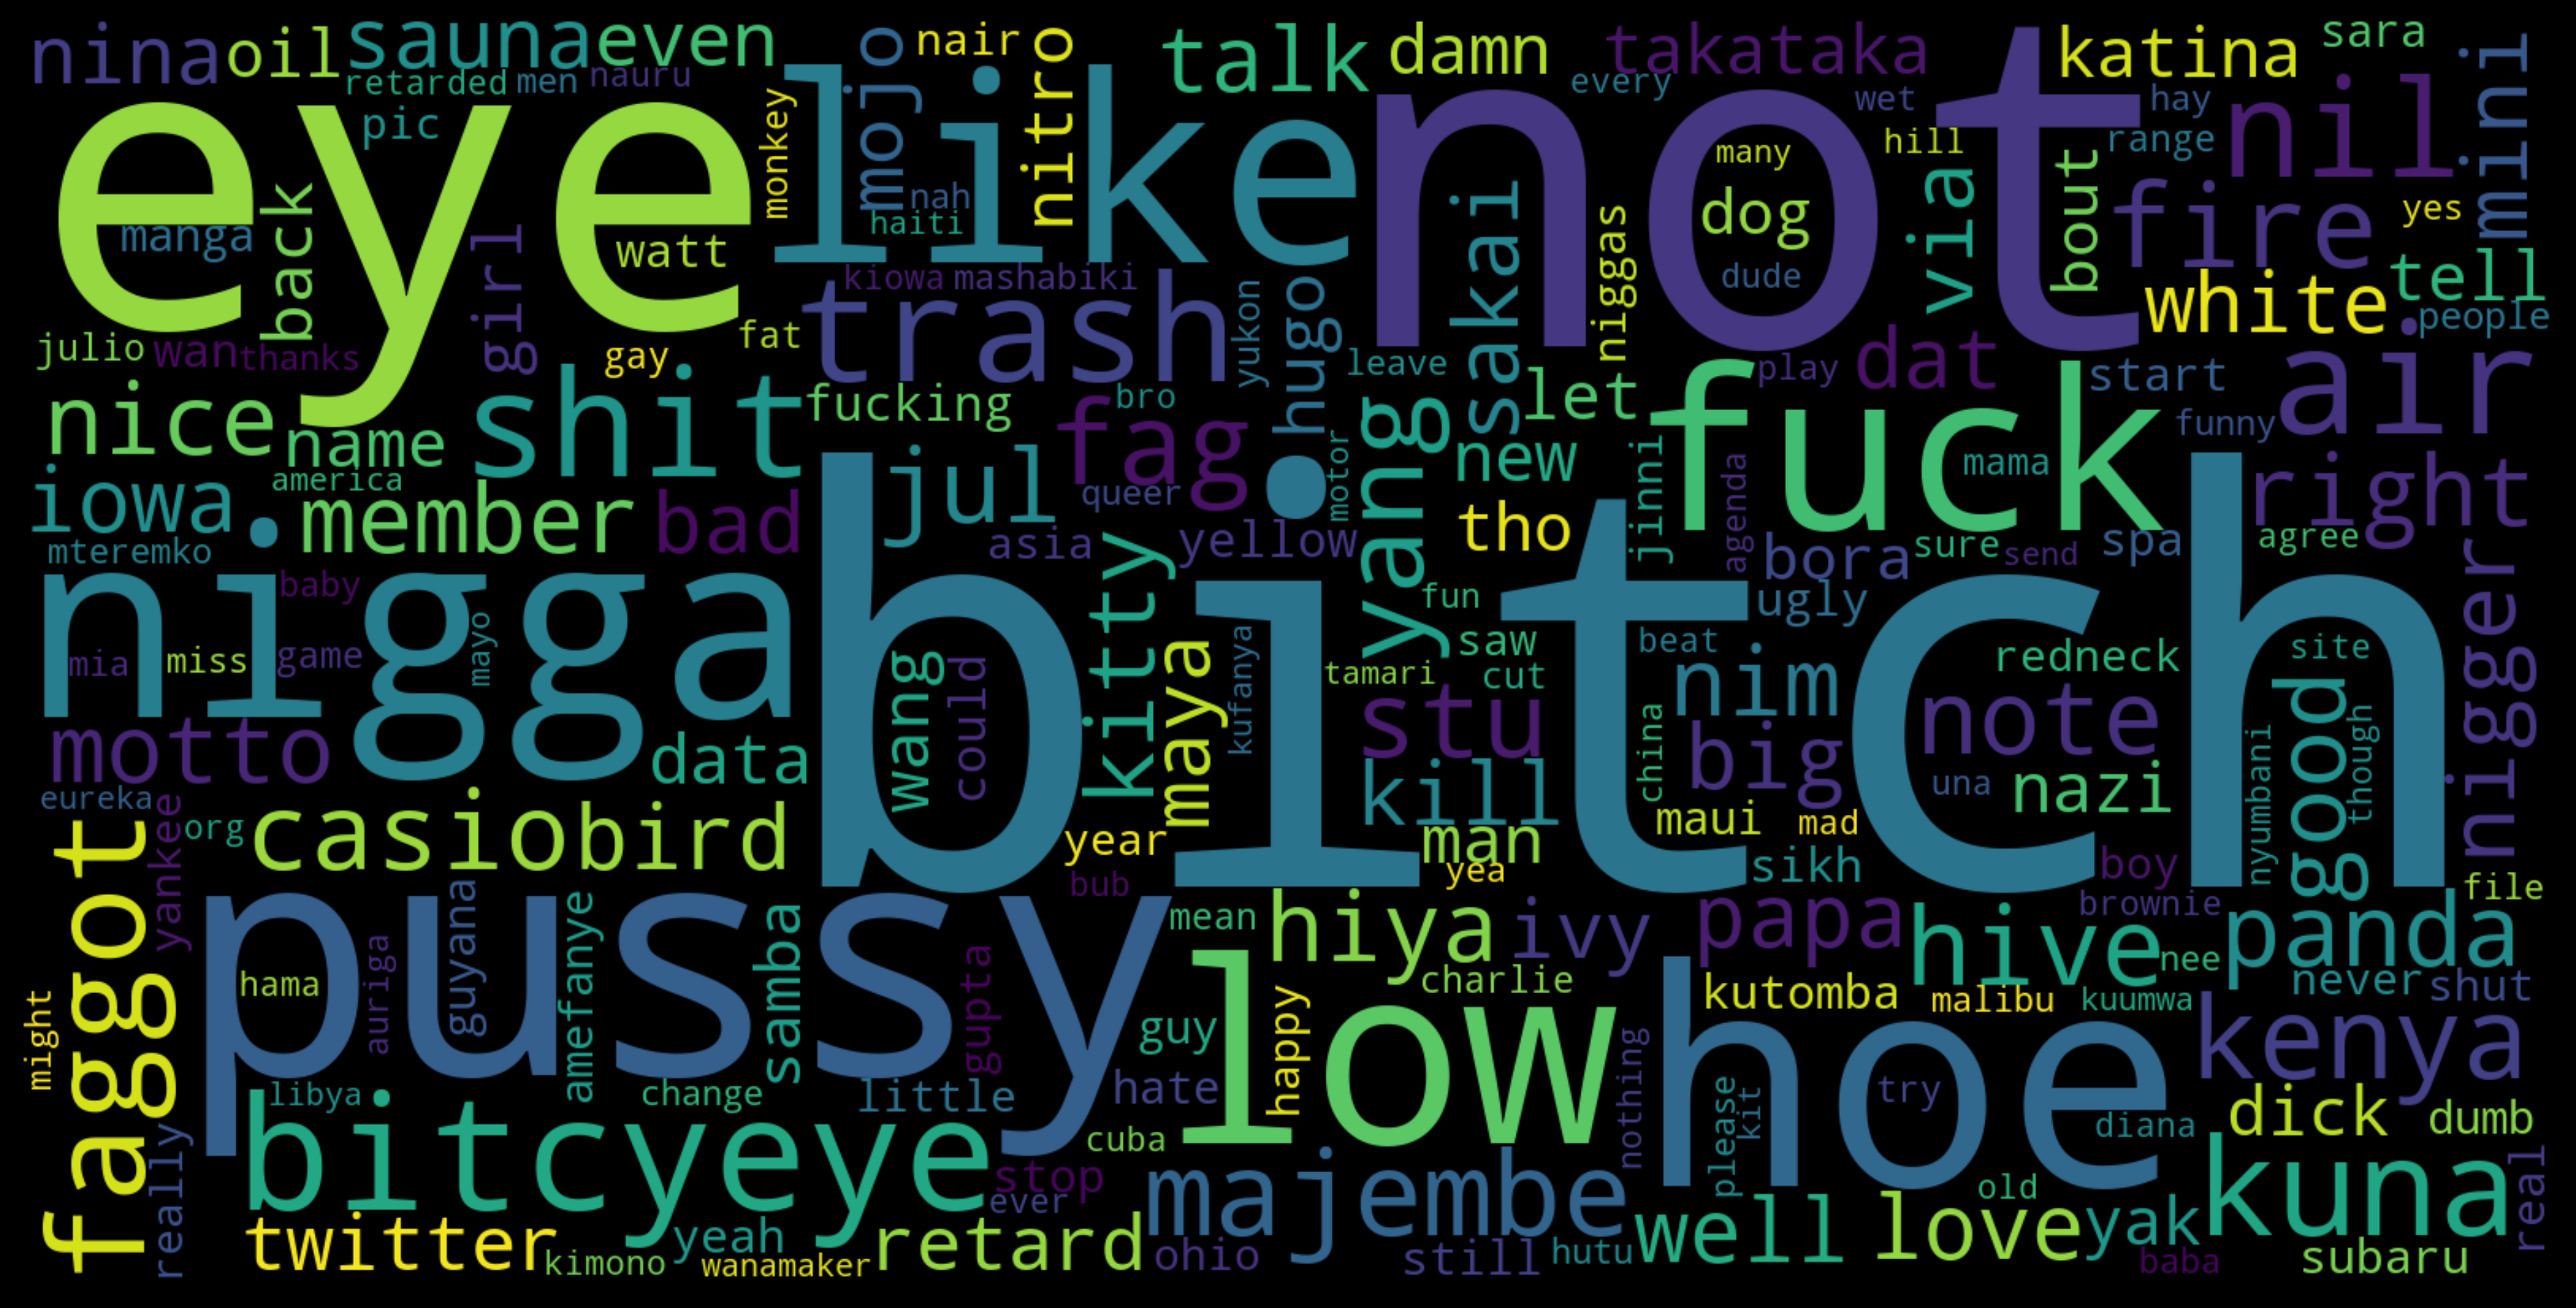 nina
oil
sauna
even
retarded
men
nauru
pic
eye
manga
back
girl
watt
monkey
like
mojo
nair
nitro
nah
haiti
talk
damn
takataka
every
not
wet
many
dog
dude
hill
via
katina
sara
hay
range
bout
nil
mini
fire
yes
white
tell
people
julio
wan
thanks
gay
fat
kiowa
mashabiki
trash
yukon
hugo
sakai
niggas
leave
play
dat
start
funny
air
nice
name
shit
fucking
bro
fag
queer
motor
let
new
yang
fuck
mama
right
iowa
america
member
bad
jul
asia
yellow
tho
jinni
agenda
bora
sure
send
spa
agree
mteremko
baby
nigga
mia
miss
game
mayo
bitch
wang
could
kitty
maya
kufanya
fun
saw
tamari
cut
ugly
beat
nim
redneck
site
nigger
motto
data
stu
kill
china
big
note
una
nazi
nyumbani
good
though
eureka
yankee
org
casio
bird
year
man
yea
maui
mad
sikh
boy
bub
faggot
pussy
hama
auriga
guyana
amefanye
samba
gupta
mean
hiya
ivy
charlie
papa
hive
brownie
nee
panda
file
never
shut
might
low
guy
happy
kutomba
malibu
kuumwa
hoe
kenya
libya
change
little
hate
nothing
please
kit
try
diana
dick
dumb
really
bitcyeye
cuba
stop
ever
majembe
old
kuna
real
twitter
kimono
yeah
wanamaker
retard
ohio
still
hutu
well
love
yak
baba
subaru